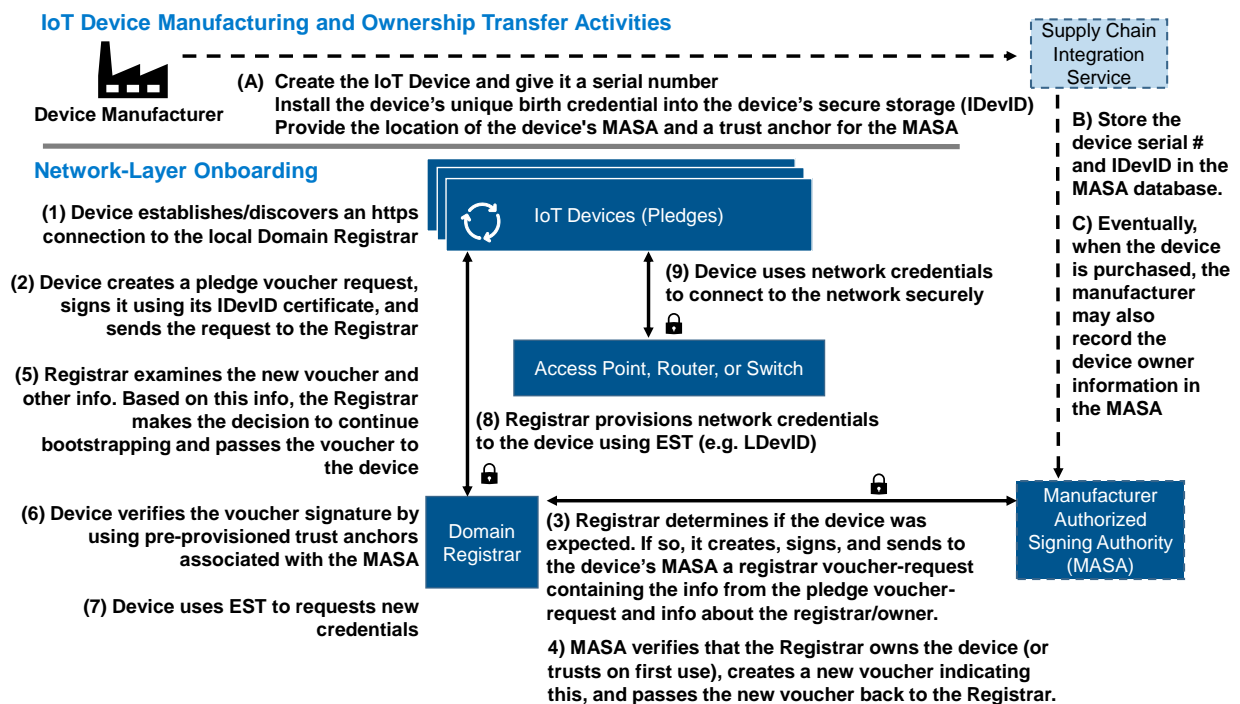 IoT Device Manufacturing and Ownership Transfer Activities
Device Manufacturer
(A) Create the IoT Device and give it a serial number
Install the device's unique birth credential into the device's secure storage (IDevID)
Provide the location of the device's MASA and a trust anchor for the MASA
Supply Chain
Integration
Service
B) Store the
device serial #
and IDevID in the
MASA database.
C) Eventually,
when the device
is purchased, the
manufacturer
may also
record the
device owner
information in
the MASA
Network-Layer Onboarding
(1) Device establishes/discovers an https
connection to the local Domain Registrar
(2) Device creates a pledge voucher request,
signs it using its IDevID certificate, and
sends the request to the Registrar
(5) Registrar examines the new voucher and
other info. Based on this info, the Registrar
makes the decision to continue
bootstrapping and passes the voucher to
the device
(6) Device verifies the voucher signature by
using pre-provisioned trust anchors
associated with the MASA
(7) Device uses EST to requests new
credentials
IoT Devices (Pledges)
(9) Device uses network credentials
to connect to the network securely
Access Point, Router, or Switch
(8) Registrar provisions network credentials
to the device using EST (e.g. LDevID)
Domain
Registrar
(3) Registrar determines if the device was
expected. If so, it creates, signs, and sends to
the device's MASA a registrar voucher-request
containing the info from the pledge voucher-
request and info about the registrar/owner.
4) MASA verifies that the Registrar owns the device (or
trusts on first use), creates a new voucher indicating
this, and passes the new voucher back to the Registrar.
Manufacturer
Authorized
Signing Authority
(MASA)